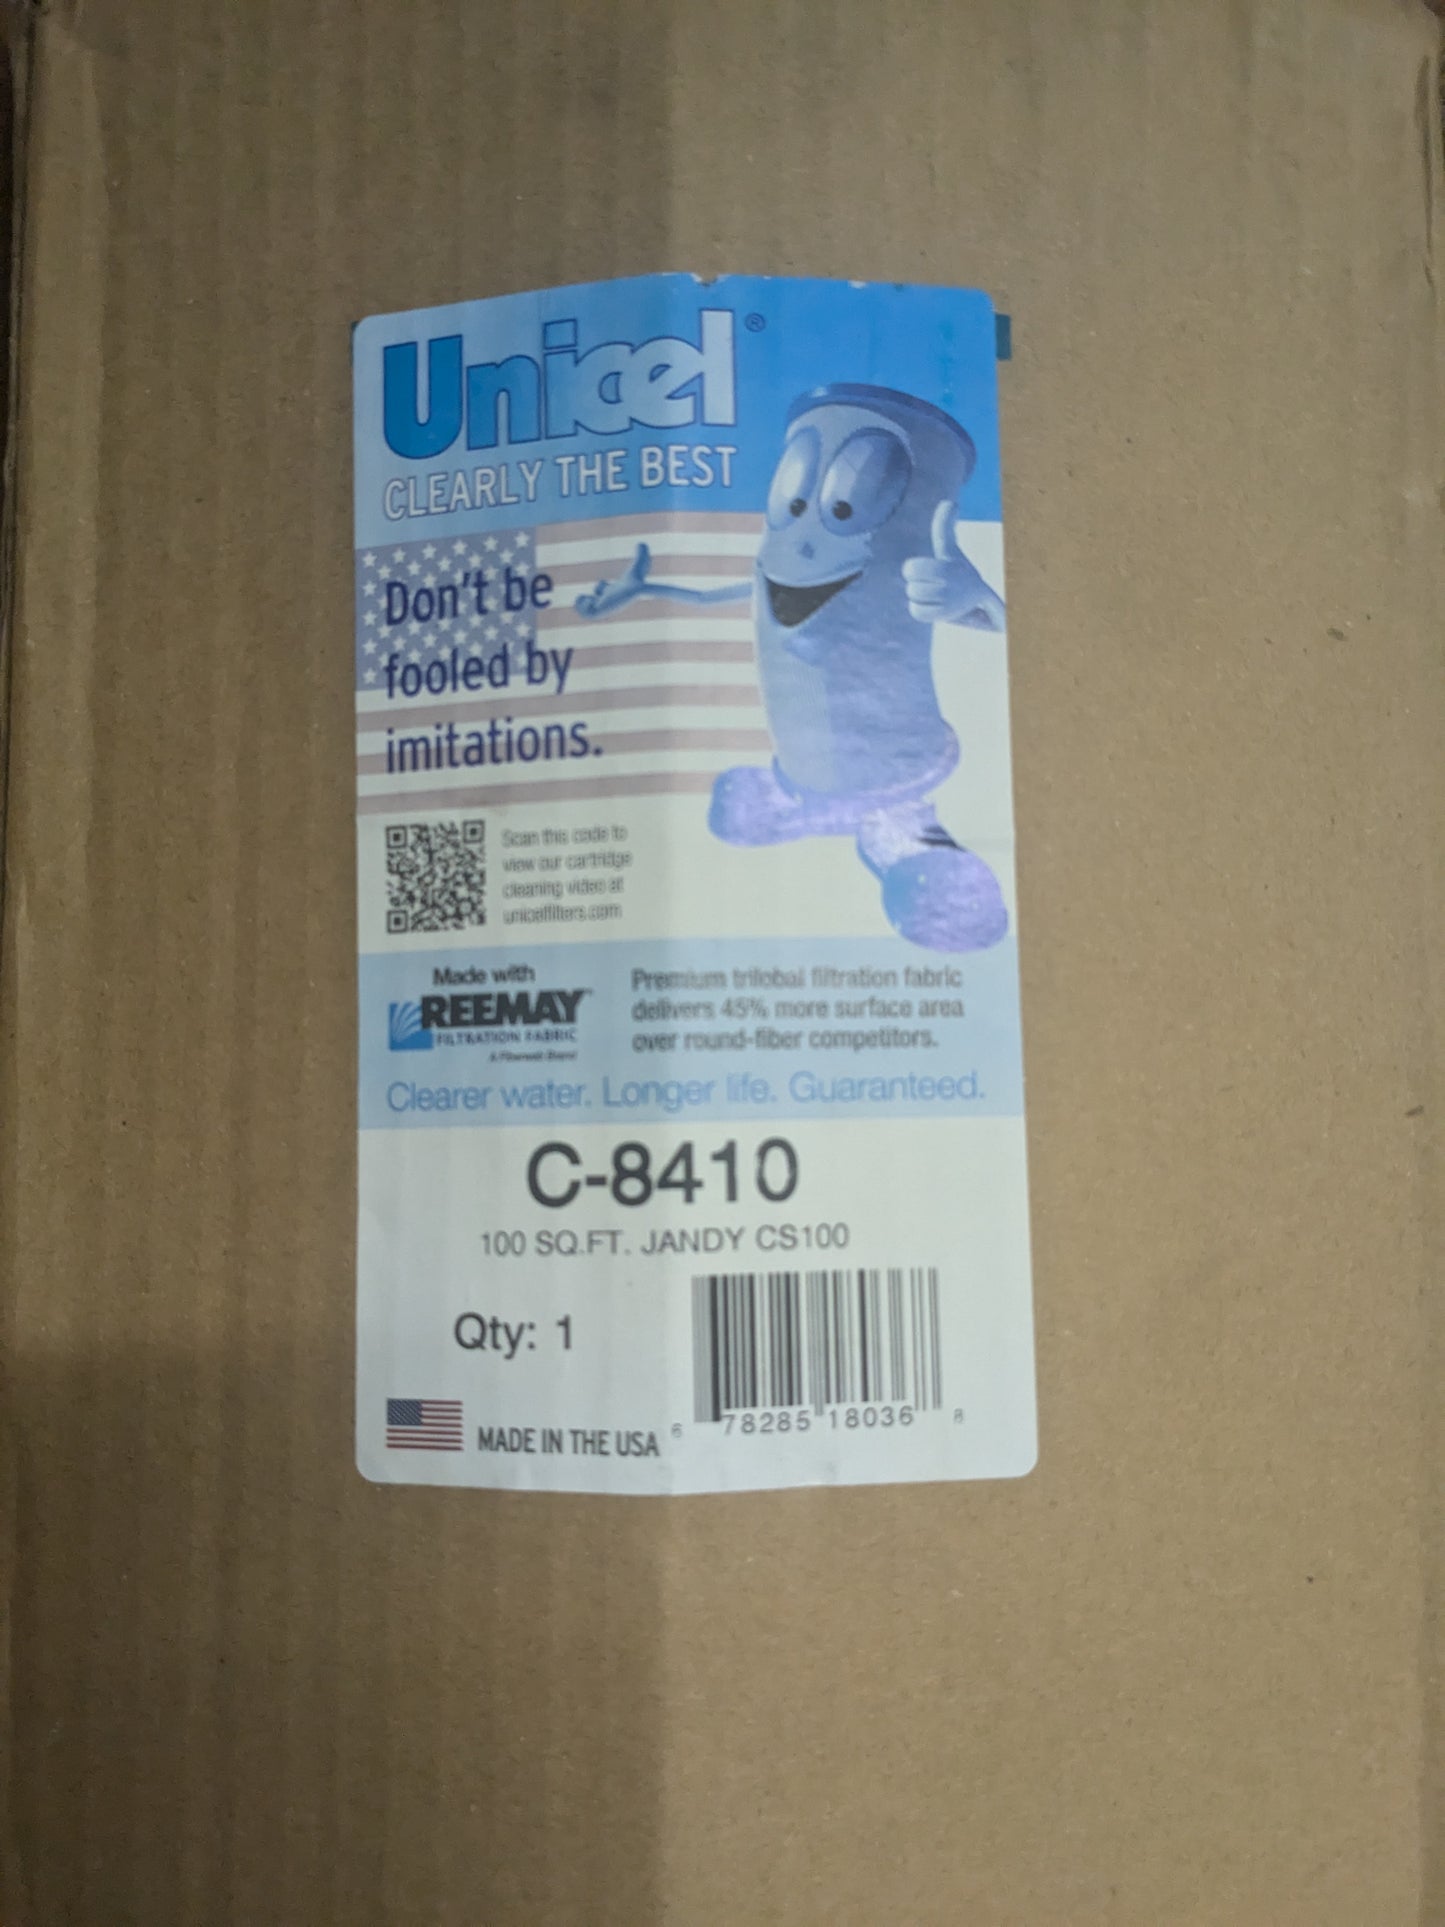 Unicel®
CLEARLY THE BEST
Don't be
fooled by
imitations.
Scan this code to
view our cartridge
cleaning video at
unicelfilters.com
Made with
REEMAY
FILTRATION FABRIC
A Fiberweb Brand
Premium trilobal filtration fabric
delivers 45% more surface area
over round-fiber competitors.
Clearer water. Longer life. Guaranteed.
C-8410
100 SQ.FT. JANDY CS100
Qty: 1
MADE IN THE USA
6 78285 18036 8